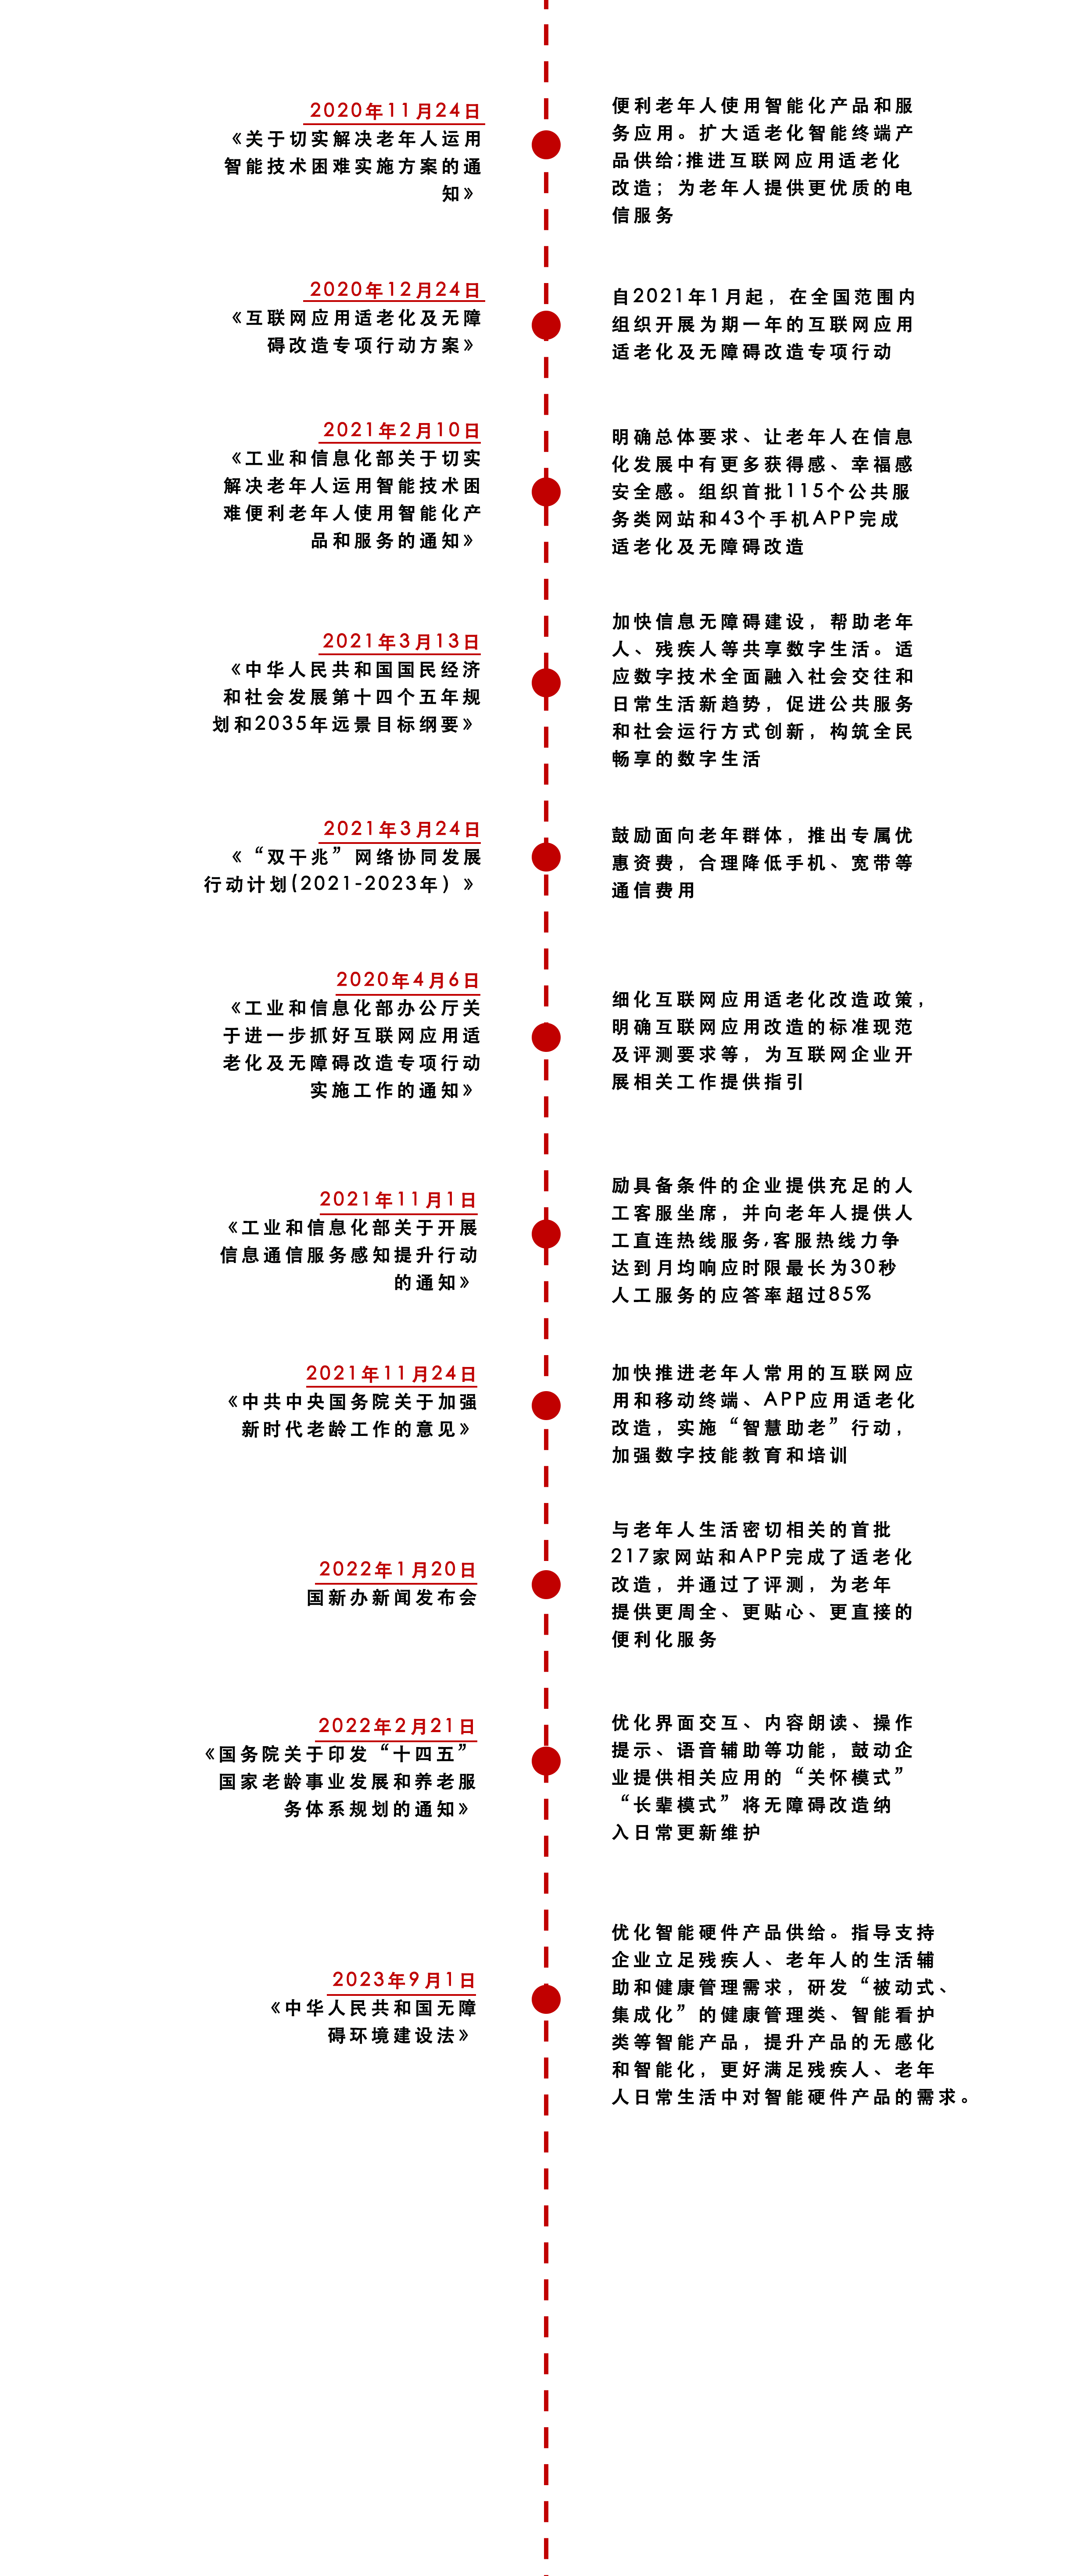 2020年11月24日
《关于切实解决老年人运用
智能技术困难实施方案的通
知》
便利老年人使用智能化产品和服
务应用。扩大适老化智能终端产
品供给;推进互联网应用适老化
改造；为老年人提供更优质的电
信服务
2020年12月24日
《互联网应用适老化及无障
碍改造专项行动方案》
自2021年1月起，在全国范围内
组织开展为期一年的互联网应用
适老化及无障碍改造专项行动
2021年2月10日
《工业和信息化部关于切实
解决老年人运用智能技术困
难便利老年人使用智能化产
品和服务的通知》
明确总体要求、让老年人在信息
化发展中有更多获得感、幸福感
安全感。组织首批115个公共服
务类网站和43个手机APP完成
适老化及无障碍改造
2021年3月13日
《中华人民共和国国民经济
和社会发展第十四个五年规
划和2035年远景目标纲要》
加快信息无障碍建设，帮助老年
人、残疾人等共享数字生活。适
应数字技术全面融入社会交往和
日常生活新趋势，促进公共服务
和社会运行方式创新，构筑全民
畅享的数字生活
2021年3月24日
《“双干兆”网络协同发展
行动计划(2021-2023年）》
鼓励面向老年群体，推出专属优
惠资费，合理降低手机、宽带等
通信费用
2020年4月6日
《工业和信息化部办公厅关
于进一步抓好互联网应用适
老化及无障碍改造专项行动
实施工作的通知》
细化互联网应用适老化改造政策，
明确互联网应用改造的标准现范
及评测要求等，为互联网企业开
展相关工作提供指引
2021年11月1日
《工业和信息化部关于开展
信息通信服务感知提升行动
的通知》
励具备条件的企业提供充足的人
工客服坐席，并向老年人提供人
工直连热线服务,客服热线力争
达到月均响应时限最长为30秒
人工服务的应答率超过85%
2021年11月24日
《中共中央国务院关于加强
新时代老龄工作的意见》
加快推进老年人常用的互联网应
用和移动终端、APP应用适老化
改造，实施“智慧助老”行动，
加强数字技能教育和培训
2022年1月20日
国新办新闻发布会
与老年人生活密切相关的首批
217家网站和APP完成了适老化
改造，并通过了评测，为老年
提供更周全、更贴心、更直接的
便利化服务
2022年2月21日
《国务院关于印发“十四五”
国家老龄事业发展和养老服
务体系规划的通知》
优化界面交互、内容朗读、操作
提示、语音辅助等功能，鼓动企
业提供相关应用的“关怀模式”
“长辈模式”将无障碍改造纳
入日常更新维护
2023年9月1日
《中华人民共和国无障
碍环境建设法》
优化智能硬件产品供给。指导支持
企业立足残疾人、老年人的生活辅
助和健康管理需求，研发“被动式、
集成化”的健康管理类、智能看护
类等智能产品，提升产品的无感化
和智能化，更好满足残疾人、老年
人日常生活中对智能硬件产品的需求。